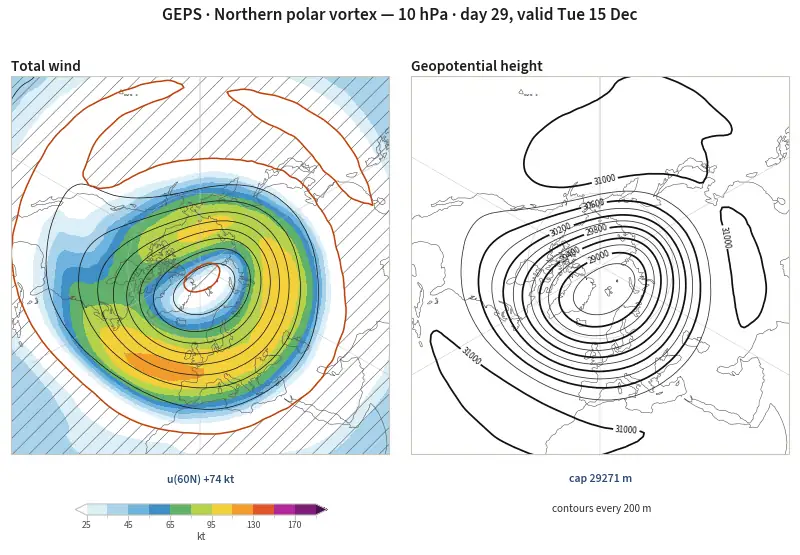 GEPS · Northern polar vortex — 10 hPa · day 29, valid Tue 15 Dec
Total wind
Geopotential height
31000
30600
30200
29800
29000
31000
31000
31000
u(60N) +74 kt
cap 29271 m
contours every 200 m
25 45 65 95 130 170
kt